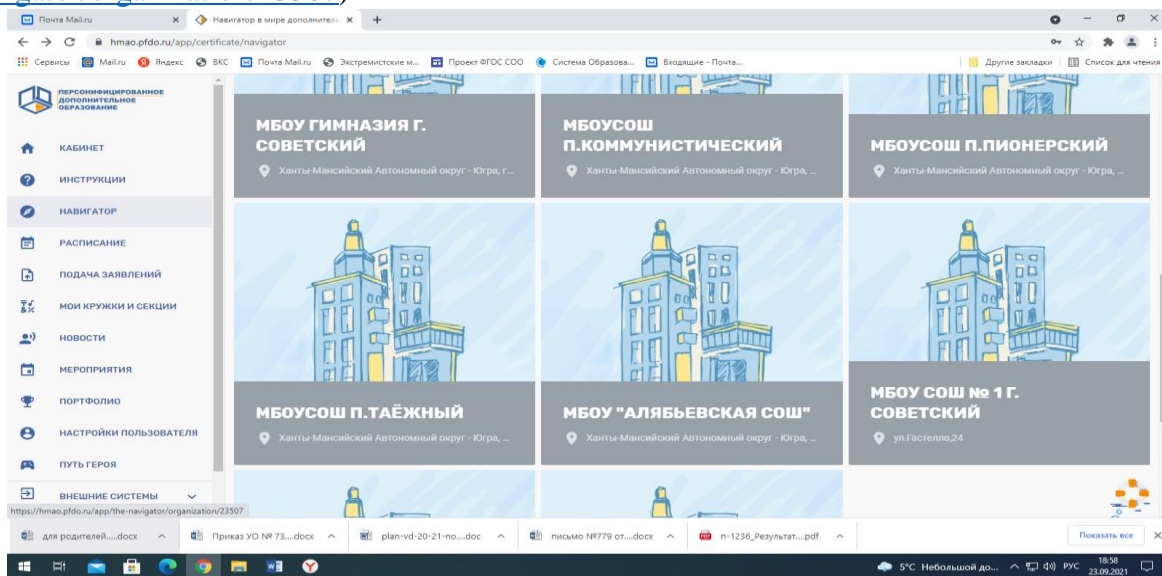 Почта Mail.ru
Навигатор в мире дополнитель
hmao.pfdo.ru/app/certificate/navigator
Сервисы Mail.ru Яндекс ВКС Почта Mail.ru Экстремистские м... Проект ФГОС СОО Система Образова... Входящие – Почта... Другие закладки Список для чтения
ПЕРСОНИФИЦИРОВАННОЕ
ДОПОЛНИТЕЛЬНОЕ
ОБРАЗОВАНИЕ
КАБИНЕТ
ИНСТРУКЦИИ
НАВИГАТОР
РАСПИСАНИЕ
ПОДАЧА ЗАЯВЛЕНИЙ
МОИ КРУЖКИ И СЕКЦИИ
НОВОСТИ
МЕРОПРИЯТИЯ
ПОРТФОЛИО
НАСТРОЙКИ ПОЛЬЗОВАТЕЛЯ
ПУТЬ ГЕРОЯ
ВНЕШНИЕ СИСТЕМЫ
МБОУ ГИМНАЗИЯ Г.
СОВЕТСКИЙ
Ханты-Мансийский Автономный округ - Югра, г...
МБОУСОШ
П.КОММУНИСТИЧЕСКИЙ
Ханты-Мансийский Автономный округ - Югра, ...
МБОУСОШ П.ПИОНЕРСКИЙ
Ханты-Мансийский Автономный округ - Югра, ...
МБОУСОШ П.ТАЁЖНЫЙ
Ханты-Мансийский Автономный округ - Югра, ...
МБОУ "АЛЯБЬЕВСКАЯ СОШ"
Ханты-Мансийский Автономный округ - Югра, ...
МБОУ СОШ № 1 Г.
СОВЕТСКИЙ
ул.Гастелло,24
https://hmao.pfdo.ru/app/the-navigator/organization/23507
для родителей.....docx Приказ УО № 73....docx plan-vd-20-21-no....doc письмо №779 от....docx п-1236_Результат....pdf Показать все
5°C Небольшой до... РУС 18:58
23.09.2021